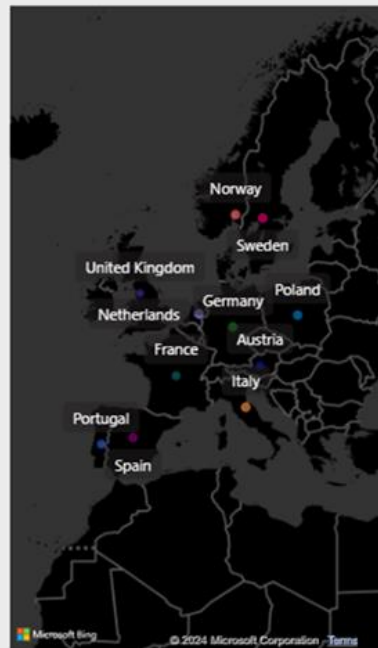 Norway
Sweden
United Kingdom
Germany
Poland
Netherlands
Austria
France
Italy
Portugal
Spain
Microsoft Bing
© 2024 Microsoft Corporation Terms